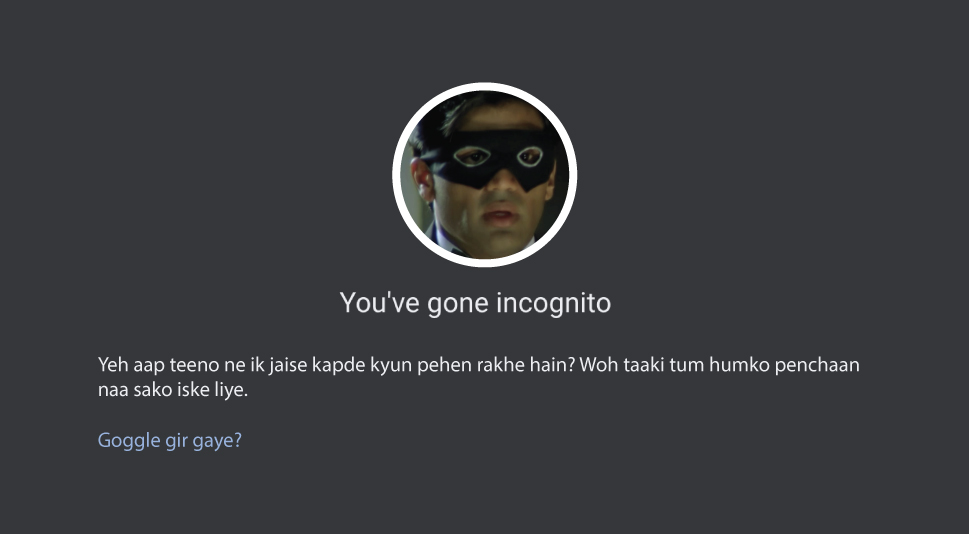 You've gone incognito
Yeh aap teeno ne ik jaise kapde kyun pehen rakhe hain? Woh taaki tum humko penchaan
naa sako iske liye.
Goggle gir gaye?